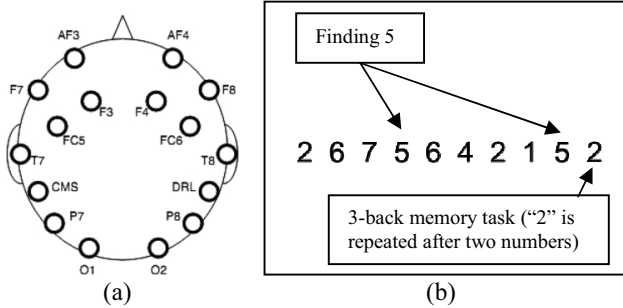 AF3 AF4
F7 F8
F3 F4
FC5 FC6
T7 T8
CMS DRL
P7 P8
O1 O2
(a)
Finding 5
2 6 7 5 6 4 2 1 5 2
3-back memory task (“2” is
repeated after two numbers)
(b)